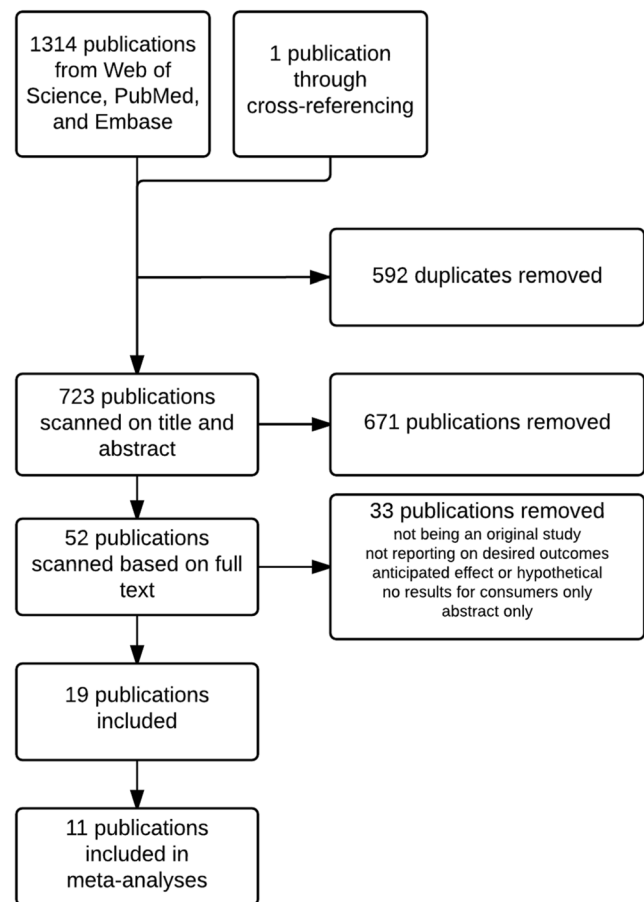 1314 publications
from Web of
Science, PubMed,
and Embase
1 publication
through
cross-referencing
592 duplicates removed
723 publications
scanned on title and
abstract
671 publications removed
52 publications
scanned based on full
text
33 publications removed
not being an original study
not reporting on desired outcomes
anticipated effect or hypothetical
no results for consumers only
abstract only
19 publications
included
11 publications
included in
meta-analyses